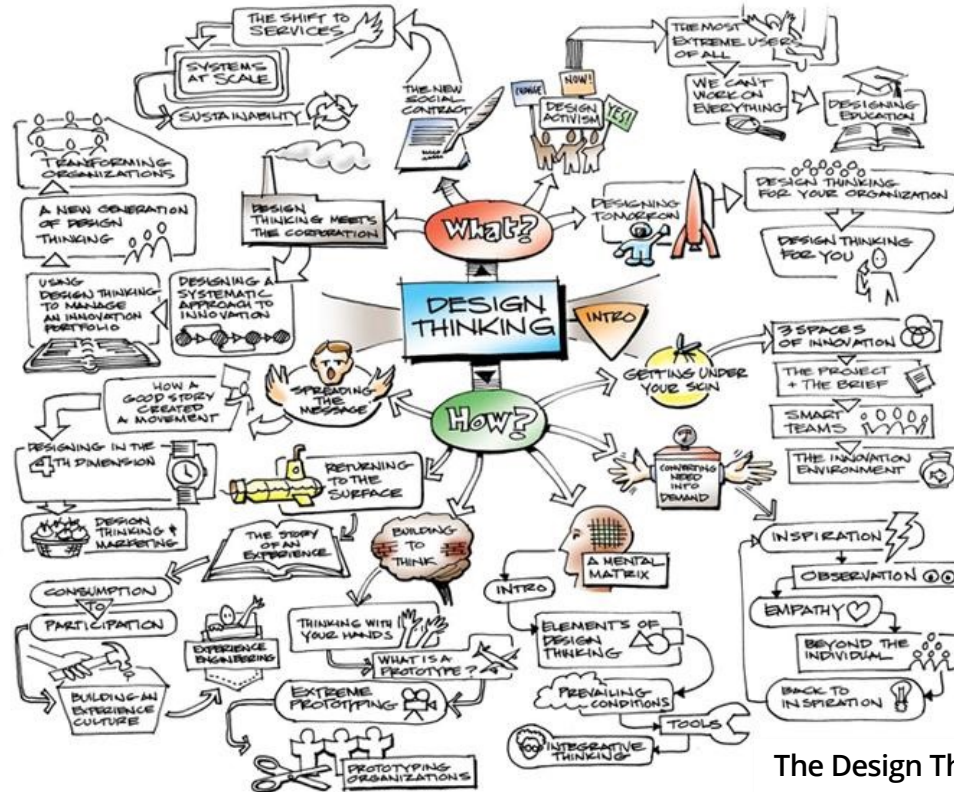 THE SHIFT TO
SERVICES
SYSTEMS
AT SCALE
SUSTAINABILITY
THE NEW
SOCIAL
CONTRACT
CHANGE
NOW!
YES!
DESIGN
ACTIVISM
THE MOST
EXTREME USERS
OF ALL
WE CAN'T
WORK ON
EVERYTHING
DESIGNING
EDUCATION
TRANSFORMING
ORGANIZATIONS
A NEW GENERATION
OF DESIGN
THINKING
USING
DESIGN THINKING
TO MANAGE
AN INNOVATION
PORTFOLIO
DESIGNING A
SYSTEMATIC
APPROACH TO
INNOVATION
DESIGN
THINKING MEETS
THE CORPORATION
What?
DESIGNING
TOMORROW
DESIGN THINKING
FOR YOUR ORGANIZATION
DESIGN THINKING
FOR YOU
DESIGN
THINKING
INTRO
How?
GETTING UNDER
YOUR SKIN
3 SPACES
OF INNOVATION
THE PROJECT
+ THE BRIEF
SMART
TEAMS
THE INNOVATION
ENVIRONMENT
SPREADING
THE
MESSAGE
HOW A
GOOD STORY
CREATED
A MOVEMENT
DESIGNING IN THE
4TH DIMENSION
DESIGN
THINKING +
MARKETING
RETURNING
TO THE
SURFACE
THE STORY
OF AN
EXPERIENCE
CONSUMPTION
TO
PARTICIPATION
BUILDING AN
EXPERIENCE
CULTURE
EXPERIENCE
ENGINEERING
BUILDING
TO
THINK
THINKING WITH
YOUR HANDS
WHAT IS A
PROTOTYPE?
EXTREME
PROTOTYPING
PROTOTYPING
ORGANIZATIONS
A MENTAL
MATRIX
INTRO
ELEMENTS OF
DESIGN
THINKING
PREVAILING
CONDITIONS
TOOLS
INTEGRATIVE
THINKING
CONVERTING
NEED
INTO
DEMAND
INSPIRATION
OBSERVATION
EMPATHY
BEYOND THE
INDIVIDUAL
BACK TO
INSPIRATION
The Design Th